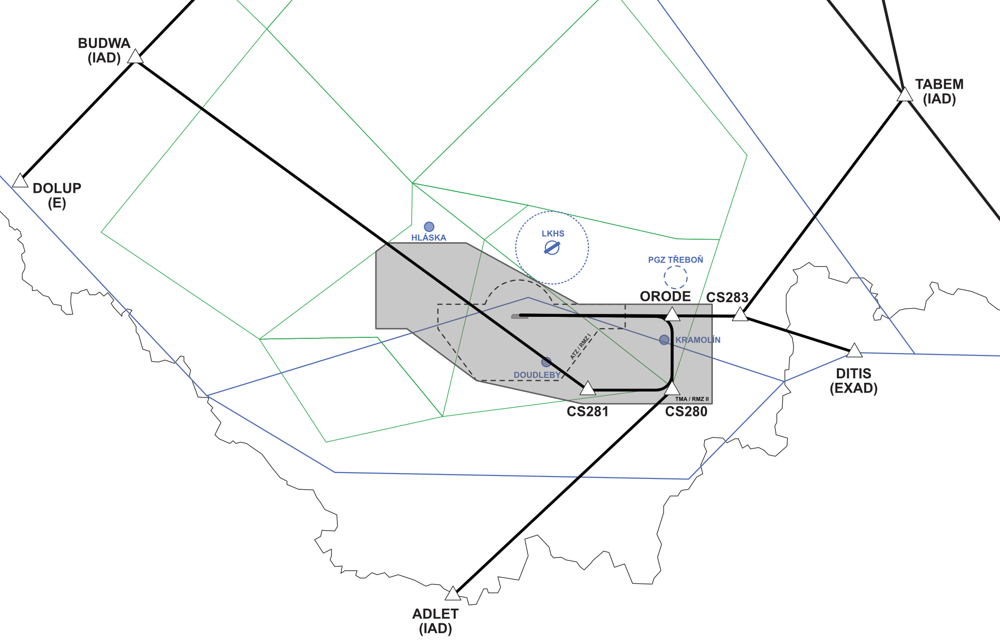 BUDWA
(IAD)
TABEM
(IAD)
DOLUP
(E)
HLÁSKA
LKHS
PGZ TŘEBOŇ
ORODE
CS283
KRAMOLÍN
ATZ / RMZ I
DOUDLEBY
DITIS
(EXAD)
TMA / RMZ II
CS281
CS280
ADLET
(IAD)